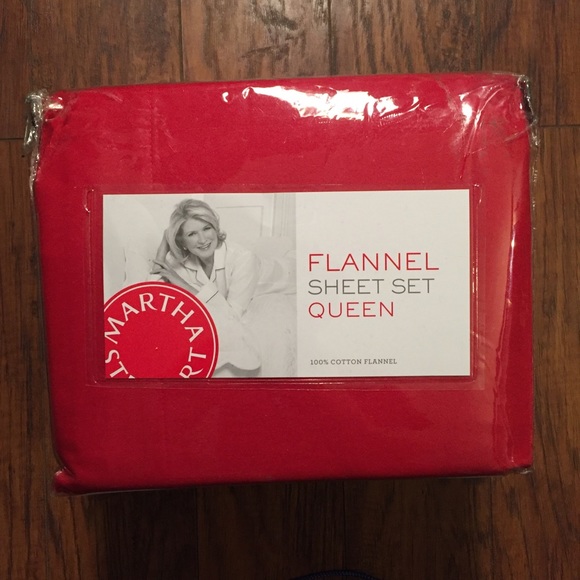 MARTHA
FLANNEL
SHEET SET
QUEEN
100% COTTON FLANNEL